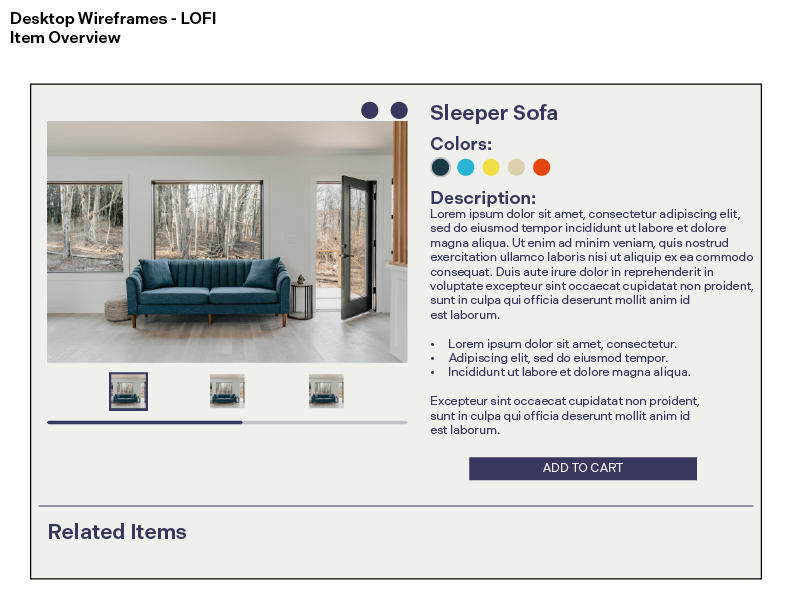 Desktop Wireframes - LOFI
Item Overview
Sleeper Sofa
Colors:
Description:
Lorem ipsum dolor sit amet, consectetur adipiscing elit,
sed do eiusmod tempor incididunt ut labore et dolore
magna aliqua. Ut enim ad minim veniam, quis nostrud
exercitation ullamco laboris nisi ut aliquip ex ea commodo
consequat. Duis aute irure dolor in reprehenderit in
voluptate excepteur sint occaecat cupidatat non proident,
sunt in culpa qui officia deserunt mollit anim id
est laborum.
• Lorem ipsum dolor sit amet, consectetur.
• Adipiscing elit, sed do eiusmod tempor.
• Incididunt ut labore et dolore magna aliqua.
Excepteur sint occaecat cupidatat non proident,
sunt in culpa qui officia deserunt mollit anim id
est laborum.
ADD TO CART
Related Items